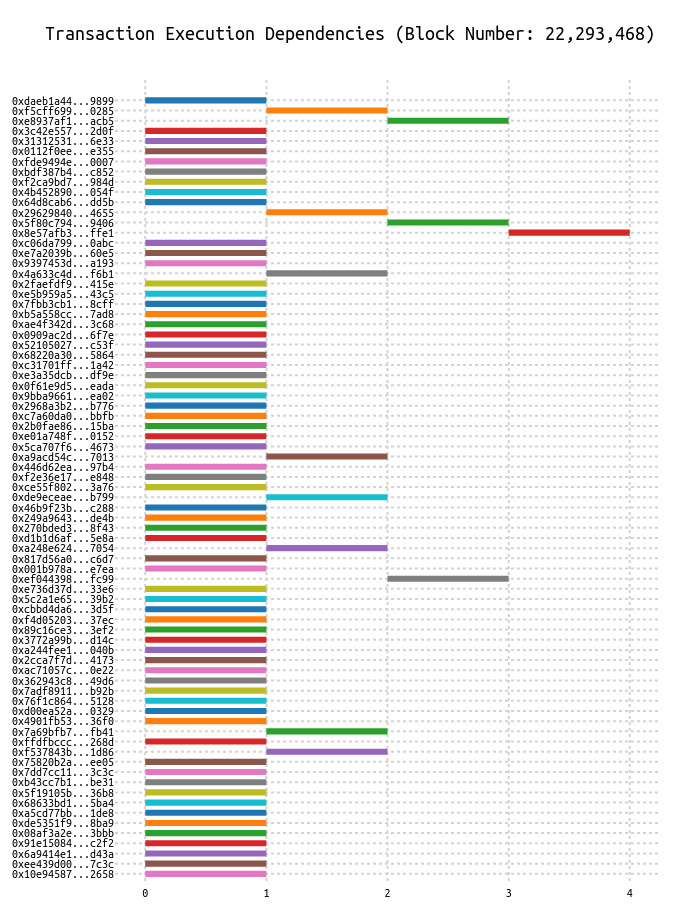 Transaction Execution Dependencies (Block Number: 22,293,468)
0xdaeb1a44...9899
0xf5cff699...0285
0xe8937af1...acb5
0x3c42e557...2d0f
0x31312531...6e33
0x0112f0ee...e355
0xfde9494e...0007
0xbdf387b4...c852
0xf2ca9bd7...984d
0x4b452890...054f
0x64d8cab6...dd5b
0x29629840...4655
0x5f80c794...9406
0x8e57afb3...ffe1
0xc06da799...0abc
0xe7a2039b...60e5
0x9397453d...a193
0x4a633c4d...f6b1
0x2faefdf9...415e
0xe5b959a5...43c5
0x7fbb3cb1...8cff
0xb5a558cc...7ad8
0xae4f342d...3c68
0x0909ac2d...6f7e
0x52105027...c53f
0x68220a30...5864
0xc31701ff...1a42
0xe3a35dcb...df9e
0x0f61e9d5...eada
0x9bba9661...ea02
0x2968a3b2...b776
0xc7a60da0...bbfb
0x2b0fae86...15ba
0xe01a748f...0152
0x5ca707f6...4673
0xa9acd54c...7013
0x446d62ea...97b4
0xf2e36e17...e848
0xce55f802...3a76
0xde9eceae...b799
0x46b9f23b...c288
0x249a9643...de4b
0x270bded3...8f43
0xd1b1d6af...5e8a
0xa248e624...7054
0x817d56a0...c6d7
0x001b978a...e7ea
0xef044398...fc99
0xe736d37d...33e6
0x5c2a1e65...39b2
0xcbbd4da6...3d5f
0xf4d05203...37ec
0x89c16ce3...3ef2
0x3772a99b...d14c
0xa244fee1...040b
0x2cca7f7d...4173
0xac71057c...0e22
0x362943c8...49d6
0x7adf8911...b92b
0x76f1c864...5128
0xd00ea52a...0329
0x4901fb53...36f0
0x7a69bfb7...fb41
0xffdfbccc...268d
0xf537843b...1d86
0x75820b2a...ee05
0x7dd7cc11...3c3c
0xb43cc7b1...be31
0x5f19105b...36b8
0x68633bd1...5ba4
0xa5cd77bb...1de8
0xde5351f9...8ba9
0x08af3a2e...3bbb
0x91e15084...c2f2
0x6a9414e1...d43a
0xee439d00...7c3c
0x10e94587...2658
0 1 2 3 4